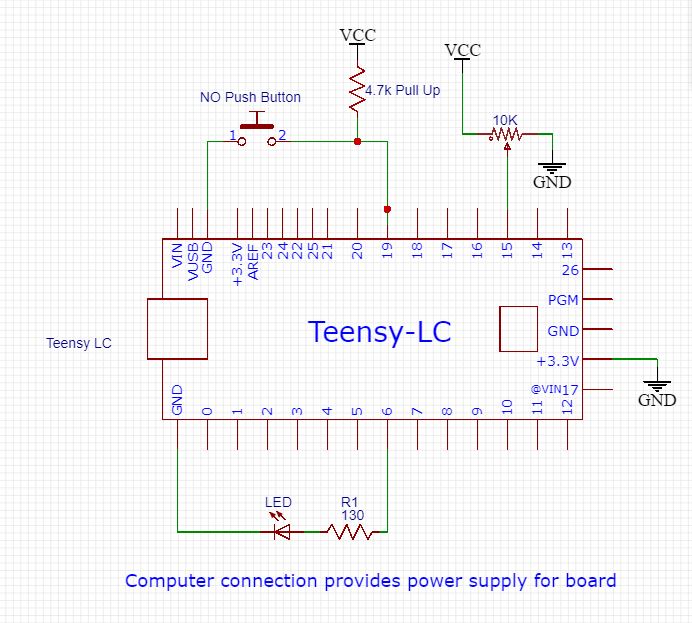 VCC
VCC
4.7k Pull Up
NO Push Button
10K
1
2
GND
VIN
VUSB
GND
+3.3V
AREF
23
24
22
25
21
20
19
18
17
16
15
14
13
26
PGM
GND
+3.3V
@VIN17
Teensy-LC
Teensy LC
GND
GND
0
1
2
3
4
5
6
7
8
9
10
11
12
LED
R1
130
Computer connection provides power supply for board